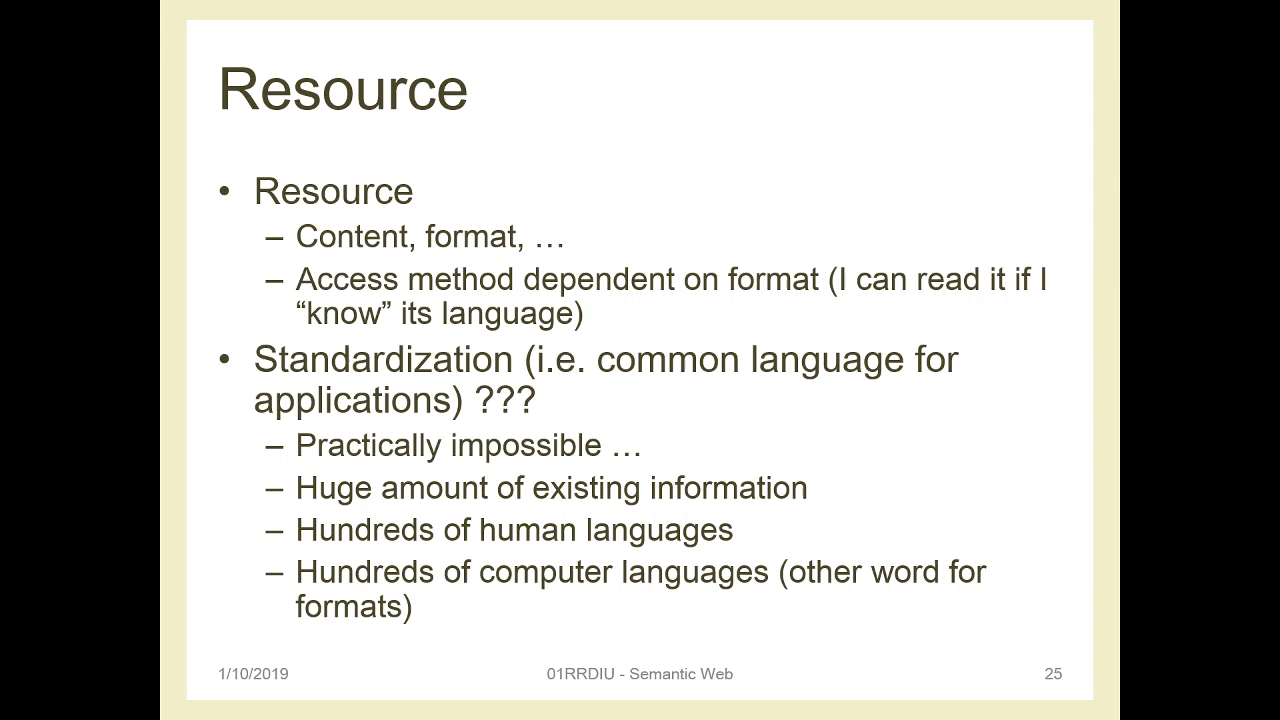 Resource
• Resource
– Content, format, …
– Access method dependent on format (I can read it if I
“know” its language)
• Standardization (i.e. common language for
applications) ???
– Practically impossible …
– Huge amount of existing information
– Hundreds of human languages
– Hundreds of computer languages (other word for
formats)
1/10/2019 01RRDIU - Semantic Web 25